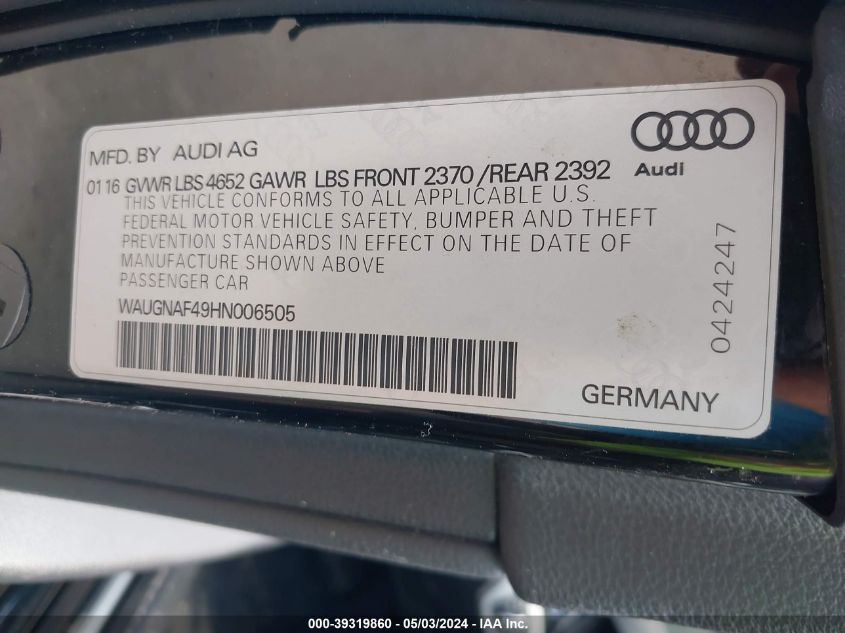 MFD. BY AUDI AG
01 16 GVWR LBS 4652 GAWR LBS FRONT 2370 /REAR 2392
Audi
THIS VEHICLE CONFORMS TO ALL APPLICABLE U.S.
FEDERAL MOTOR VEHICLE SAFETY, BUMPER AND THEFT
PREVENTION STANDARDS IN EFFECT ON THE DATE OF
MANUFACTURE SHOWN ABOVE
PASSENGER CAR
WAUGNAF49HN006505
0424247
GERMANY
000-39319860 - 05/03/2024 - IAA Inc.